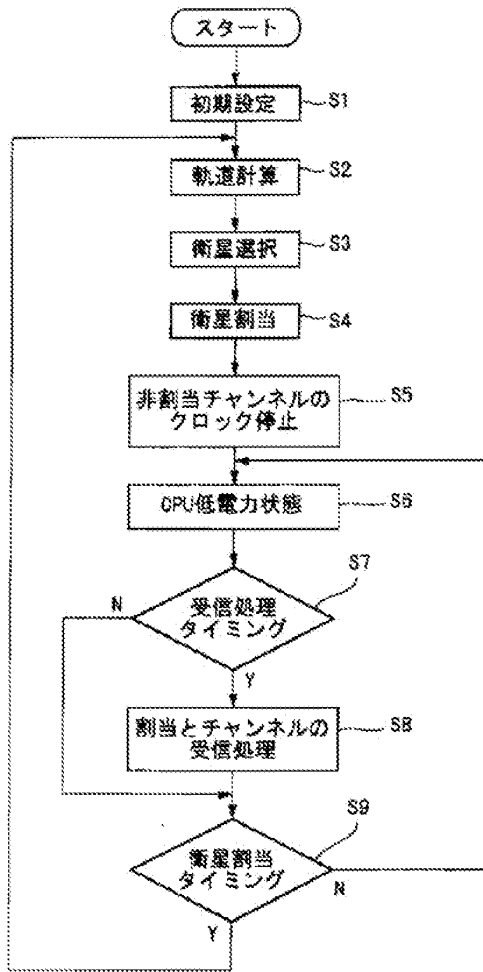 スタート
初期設定
S1
軌道計算
S2
衛星選択
S3
衛星割当
S4
非割当チャンネルの
クロック停止
S5
CPU低電力状態
S6
S7
受信処理
タイミング
N
Y
割当とチャンネルの
受信処理
S8
S9
衛星割当
タイミング
N
Y